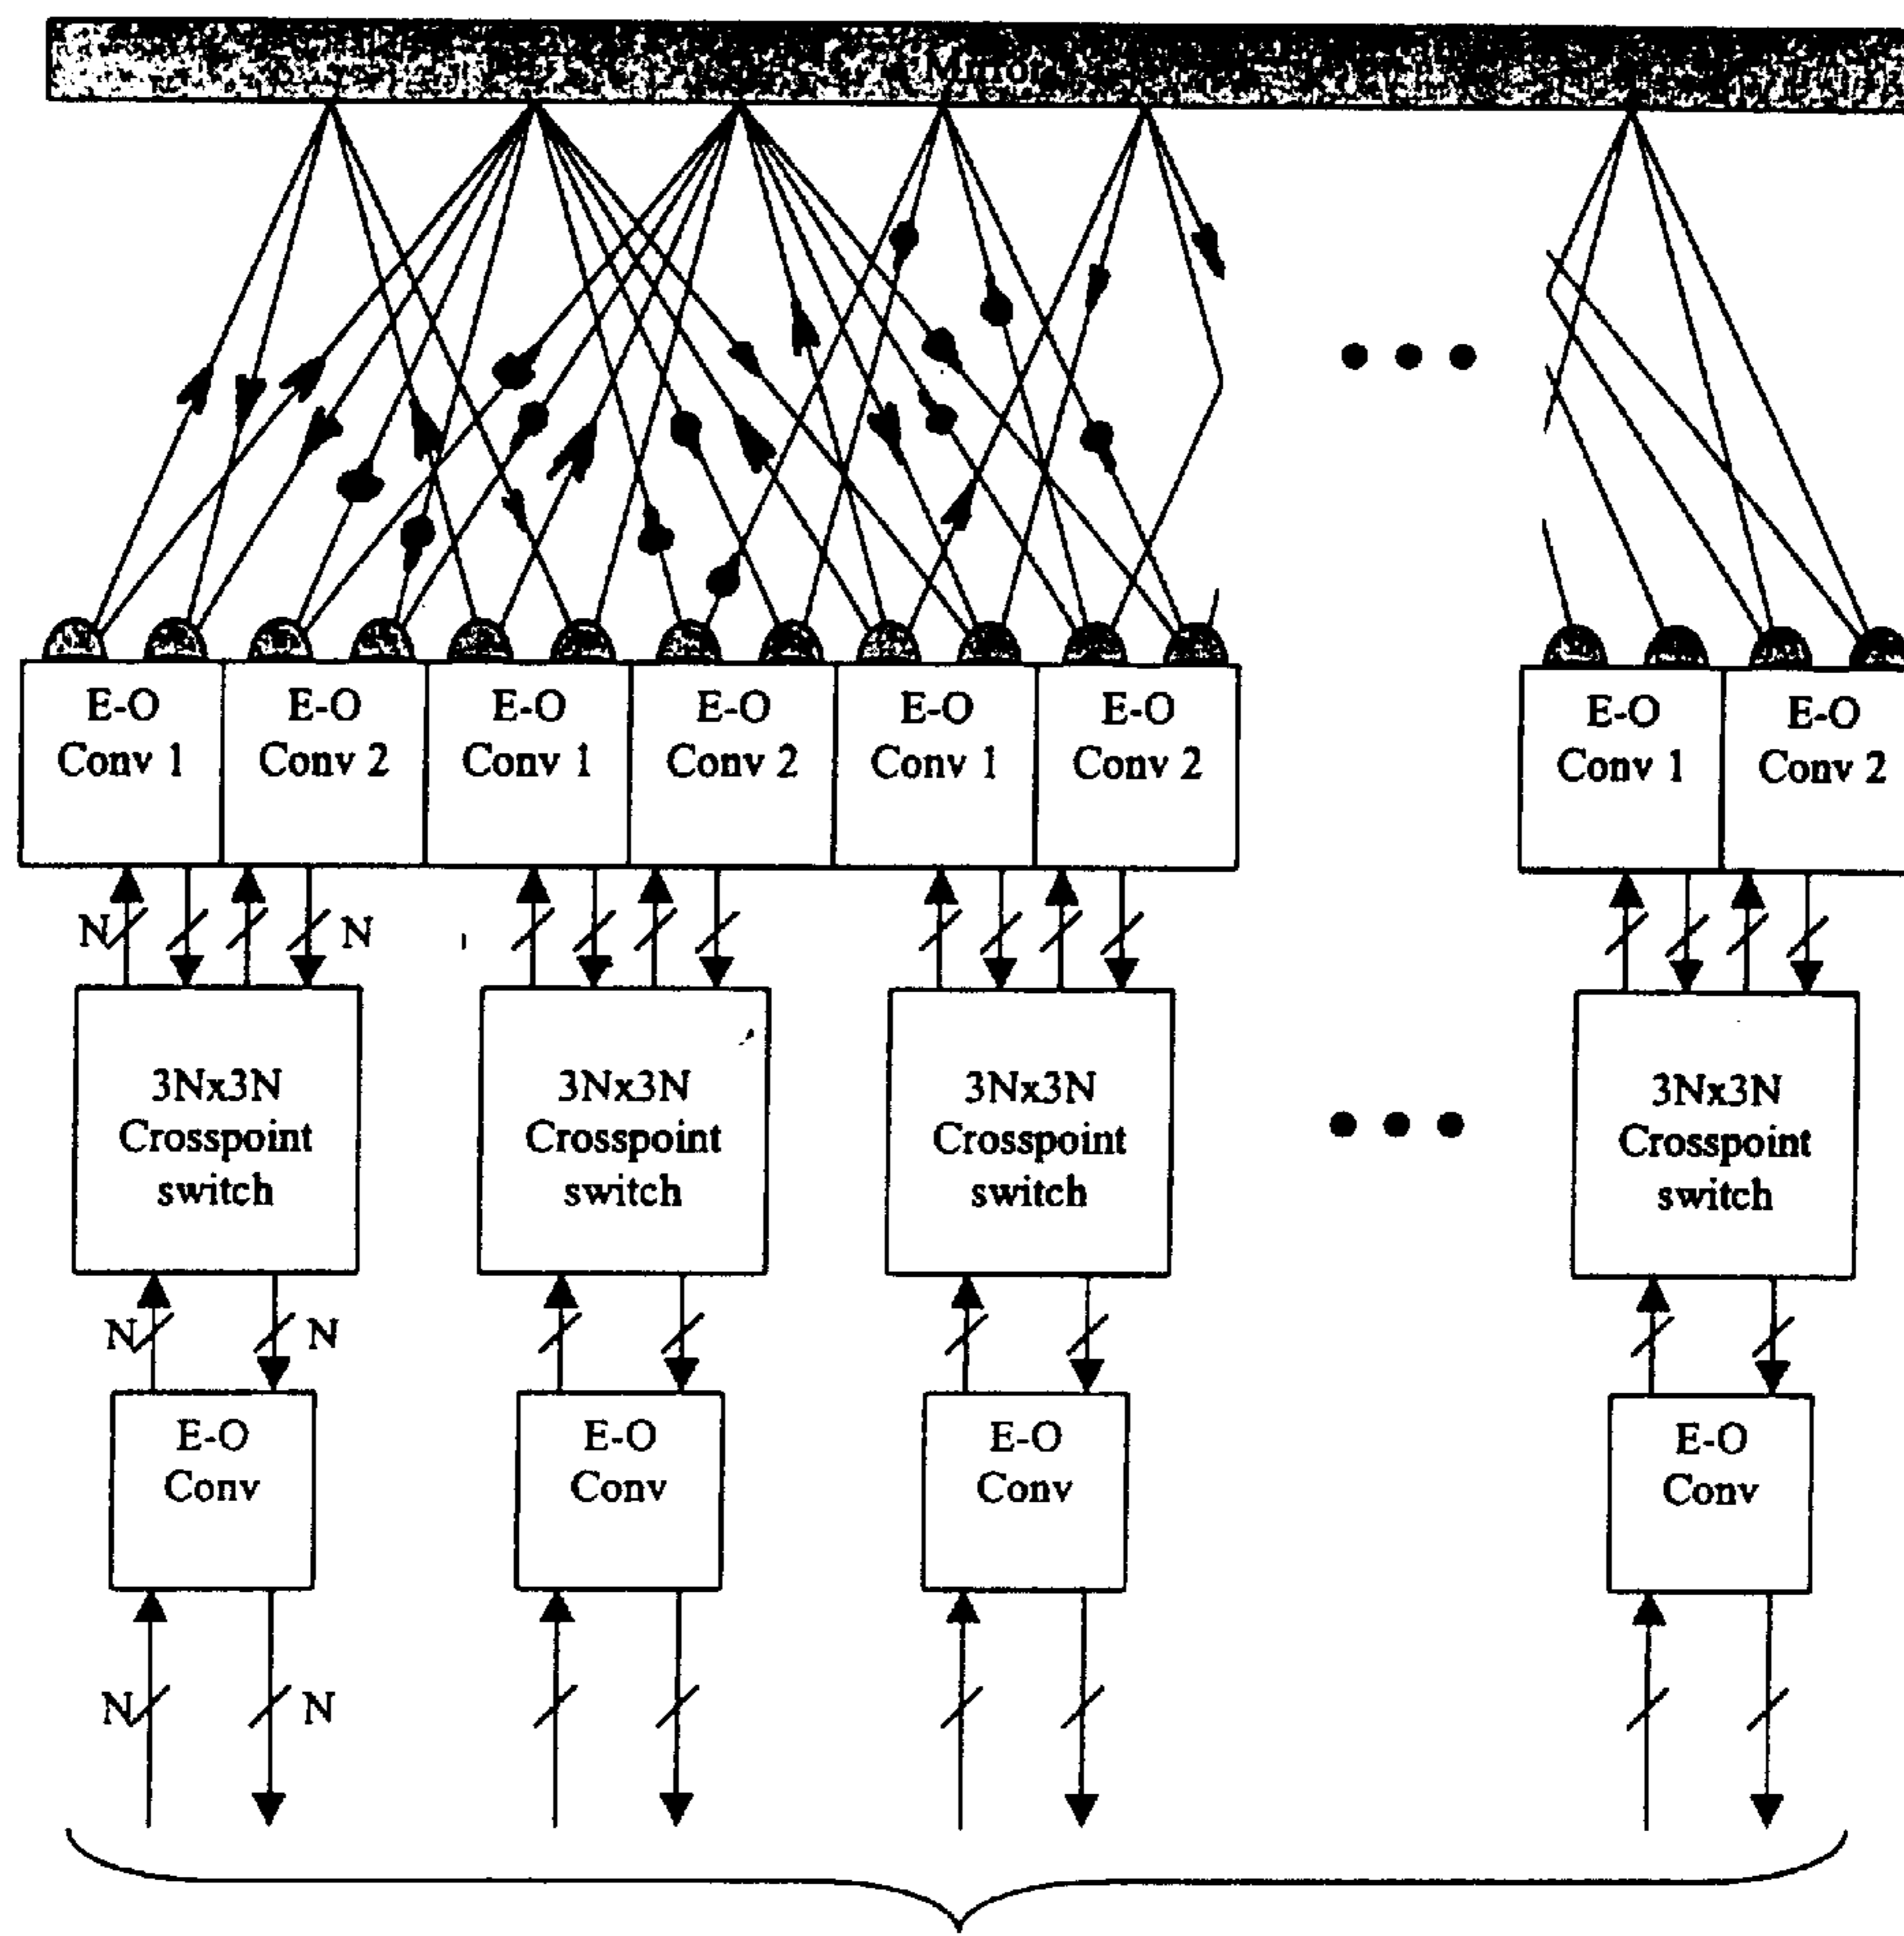 Mirror
E-O
Conv 1
E-O
Conv 2
E-O
Conv 1
E-O
Conv 2
E-O
Conv 1
E-O
Conv 2
E-O
Conv 1
E-O
Conv 2
N
N
3Nx3N
Crosspoint
switch
3Nx3N
Crosspoint
switch
3Nx3N
Crosspoint
switch
3Nx3N
Crosspoint
switch
N
N
E-O
Conv
E-O
Conv
E-O
Conv
E-O
Conv
N
N